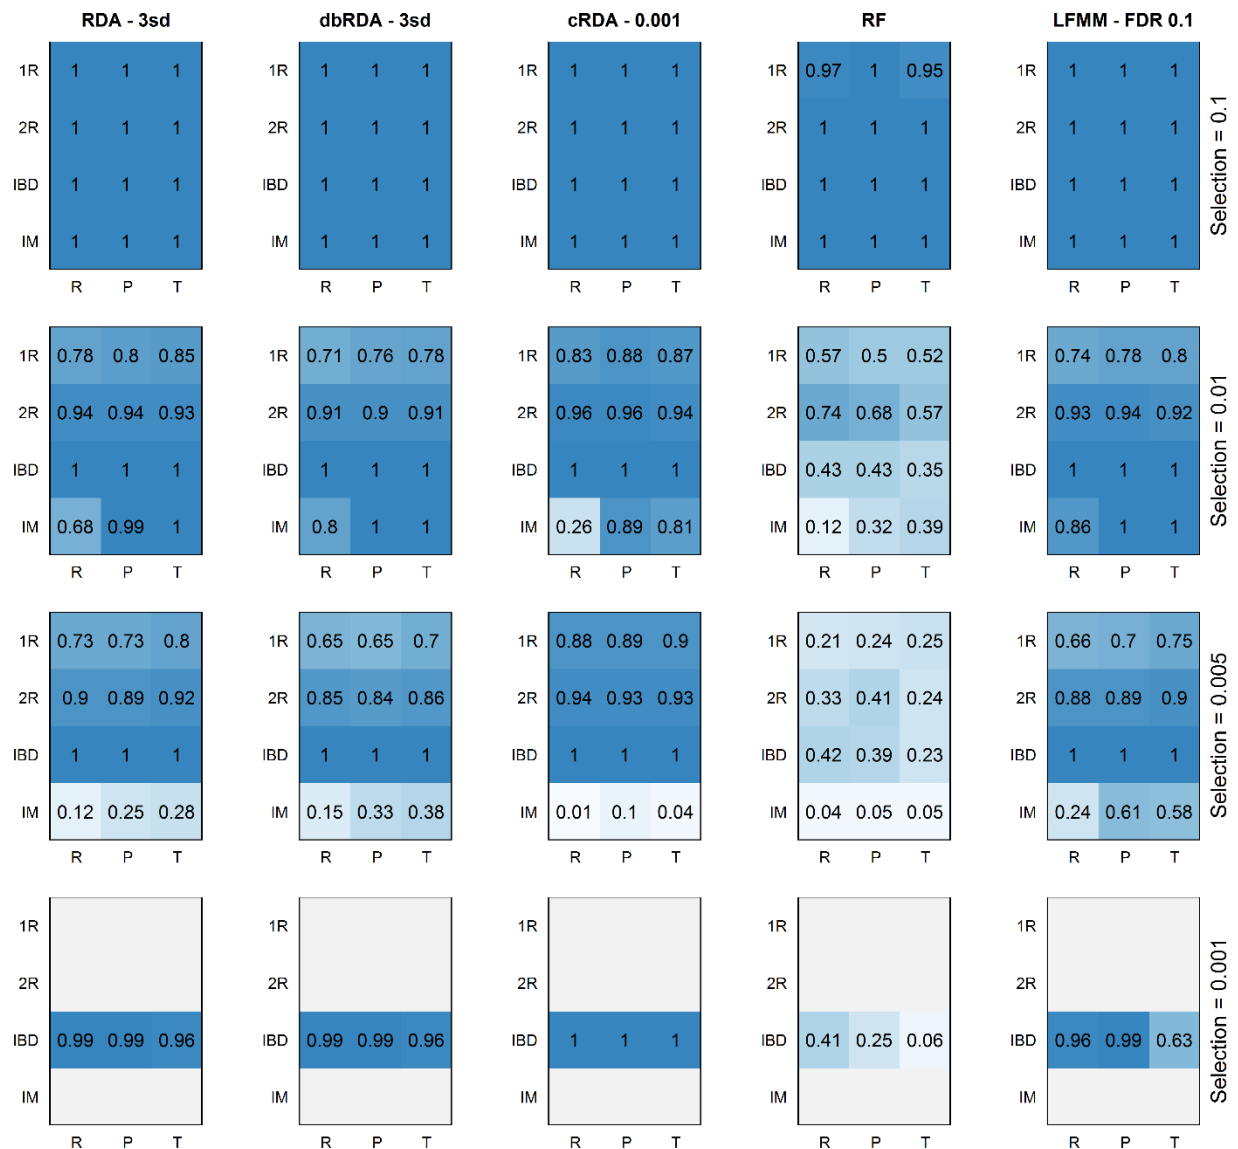 RDA - 3sd dbRDA - 3sd cRDA - 0.001 RF LFMM - FDR 0.1
1R 1 1 1 1R 1 1 1 1R 1 1 1 1R 0.97 1 0.95 1R 1 1 1
2R 1 1 1 2R 1 1 1 2R 1 1 1 2R 1 1 1 2R 1 1 1
IBD 1 1 1 IBD 1 1 1 IBD 1 1 1 IBD 1 1 1 IBD 1 1 1
IM 1 1 1 IM 1 1 1 IM 1 1 1 IM 1 1 1 IM 1 1 1
R P T R P T R P T R P T R P T
Selection = 0.1
1R 0.78 0.8 0.85 1R 0.71 0.76 0.78 1R 0.83 0.88 0.87 1R 0.57 0.5 0.52 1R 0.74 0.78 0.8
2R 0.94 0.94 0.93 2R 0.91 0.9 0.91 2R 0.96 0.96 0.94 2R 0.74 0.68 0.57 2R 0.93 0.94 0.92
IBD 1 1 1 IBD 1 1 1 IBD 1 1 1 IBD 0.43 0.43 0.35 IBD 1 1 1
IM 0.68 0.99 1 IM 0.8 1 1 IM 0.26 0.89 0.81 IM 0.12 0.32 0.39 IM 0.86 1 1
R P T R P T R P T R P T R P T
Selection = 0.01
1R 0.73 0.73 0.8 1R 0.65 0.65 0.7 1R 0.88 0.89 0.9 1R 0.21 0.24 0.25 1R 0.66 0.7 0.75
2R 0.9 0.89 0.92 2R 0.85 0.84 0.86 2R 0.94 0.93 0.93 2R 0.33 0.41 0.24 2R 0.88 0.89 0.9
IBD 1 1 1 IBD 1 1 1 IBD 1 1 1 IBD 0.42 0.39 0.23 IBD 1 1 1
IM 0.12 0.25 0.28 IM 0.15 0.33 0.38 IM 0.01 0.1 0.04 IM 0.04 0.05 0.05 IM 0.24 0.61 0.58
R P T R P T R P T R P T R P T
Selection = 0.005
1R 1R 1R 1R 1R
2R 2R 2R 2R 2R
IBD 0.99 0.99 0.96 IBD 0.99 0.99 0.96 IBD 1 1 1 IBD 0.41 0.25 0.06 IBD 0.96 0.99 0.63
IM IM IM IM IM
R P T R P T R P T R P T R P T
Selection = 0.001